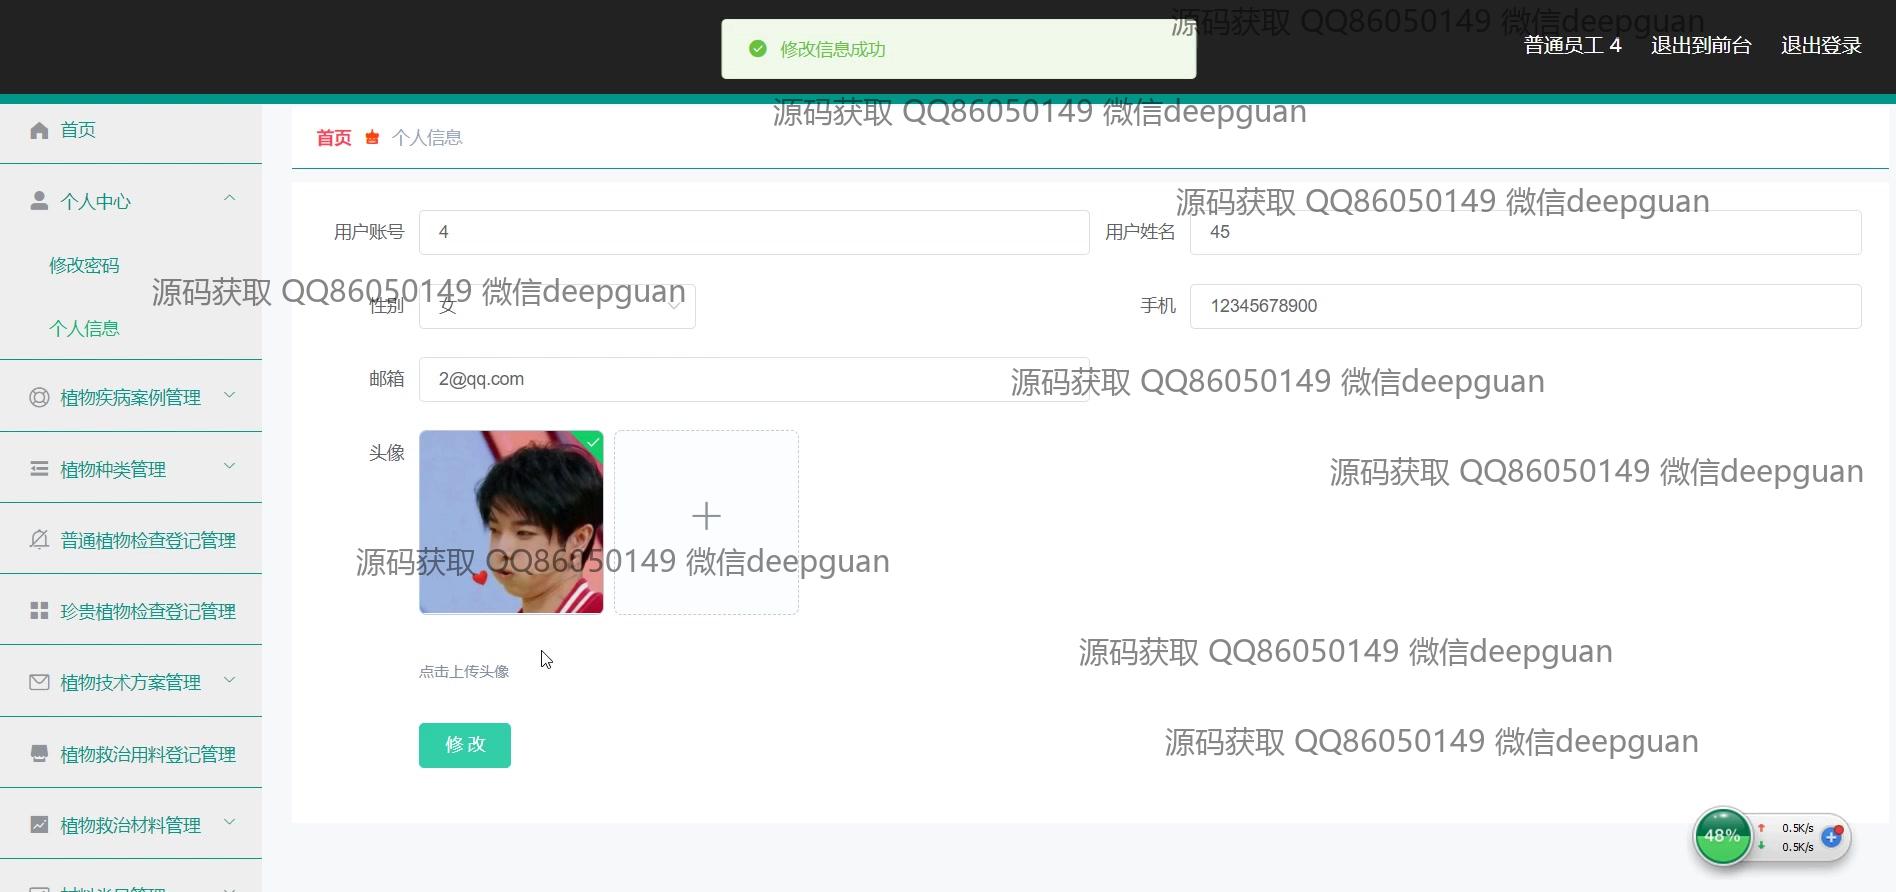 源码获取 QQ86050149 微信deepguan
修改信息成功
普通员工 4
退出到前台
退出登录
源码获取 QQ86050149 微信deepguan
首页
个人中心
修改密码
个人信息
植物疾病案例管理
植物种类管理
普通植物检查登记管理
珍贵植物检查登记管理
植物技术方案管理
植物救治用料登记管理
植物救治材料管理
首页 个人信息
源码获取 QQ86050149 微信deepguan
用户账号 4
用户姓名 45
源码获取 QQ86050149 微信deepguan
性别 女
手机 12345678900
邮箱 2@qq.com
源码获取 QQ86050149 微信deepguan
头像
源码获取 QQ86050149 微信deepguan
源码获取 QQ86050149 微信deepguan
源码获取 QQ86050149 微信deepguan
点击上传头像
修 改
源码获取 QQ86050149 微信deepguan
48%
0.5K/s
0.5K/s